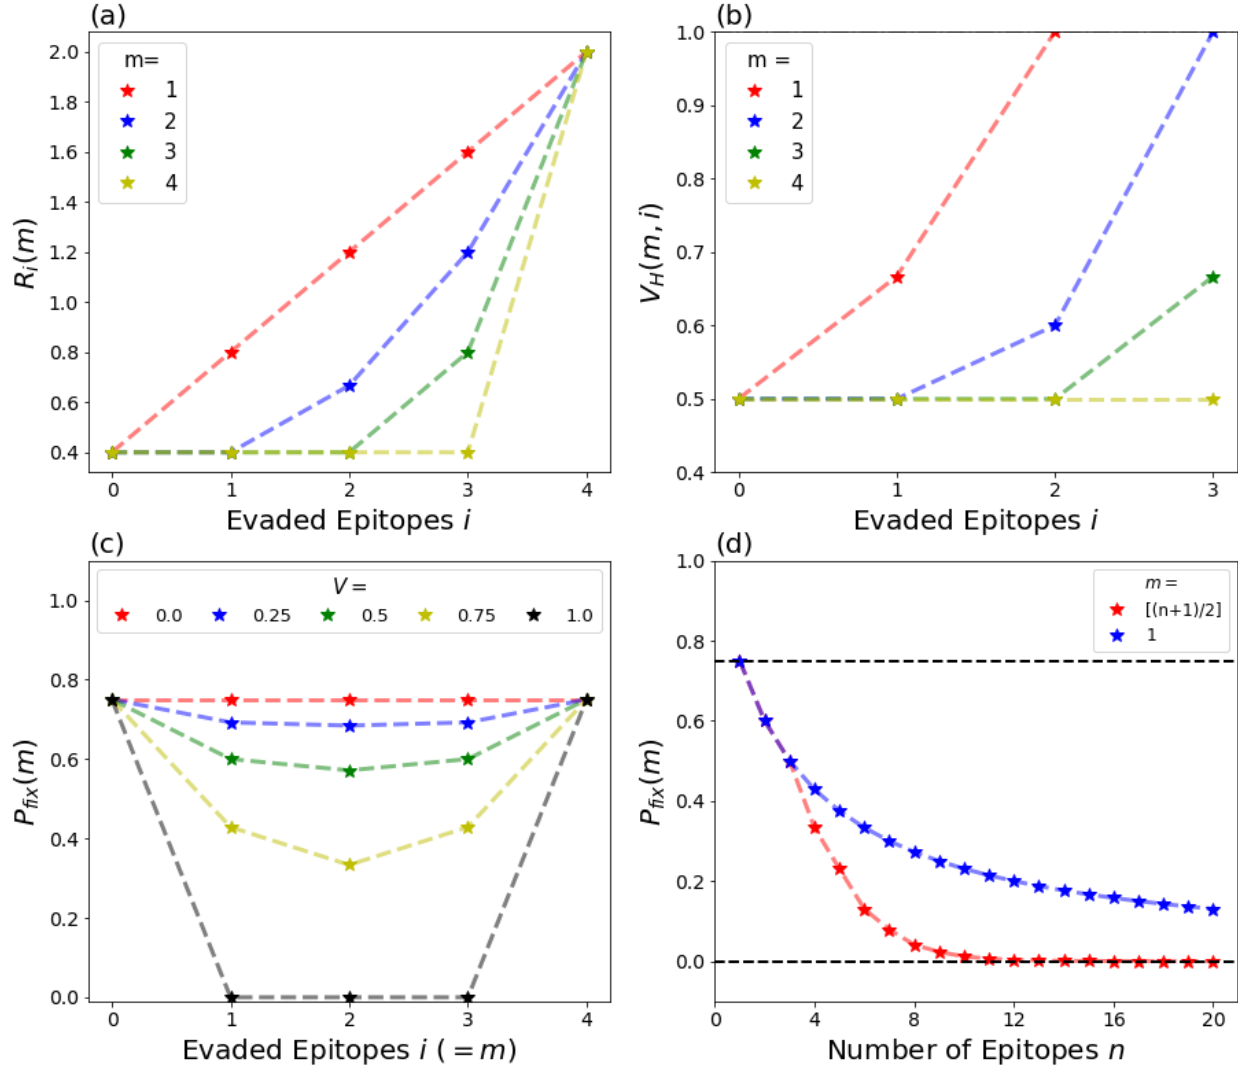 (a)
2.0
1.8
1.6
1.4
1.2
1.0
0.8
0.6
0.4
R_i(m)
m=
1
2
3
4
0 1 2 3 4
Evaded Epitopes i
(b)
1.0
0.9
0.8
0.7
0.6
0.5
0.4
V_H(m, i)
m =
1
2
3
4
0 1 2 3
Evaded Epitopes i
(c)
1.0
0.8
0.6
0.4
0.2
0.0
P_fix(m)
V =
0.0 0.25 0.5 0.75 1.0
0 1 2 3 4
Evaded Epitopes i ( = m)
(d)
1.0
0.8
0.6
0.4
0.2
0.0
P_fix(m)
m =
[(n+1)/2]
1
0 4 8 12 16 20
Number of Epitopes n